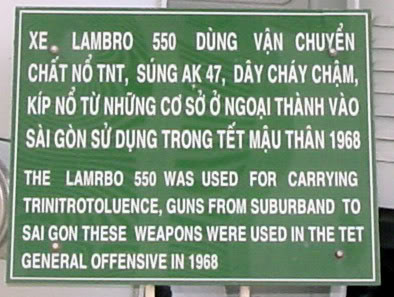 XE LAMBRO 550 DÙNG VẬN CHUYỂN
CHẤT NỔ TNT, SÚNG AK 47, DÂY CHÁY CHẬM,
KÍP NỔ TỪ NHỮNG CƠ SỞ Ở NGOẠI THÀNH VÀO
SÀI GÒN SỬ DỤNG TRONG TẾT MẬU THÂN 1968
THE LAMRBO 550 WAS USED FOR CARRYING
TRINITROTOLUENCE, GUNS FROM SUBURBAND TO
SAI GON THESE WEAPONS WERE USED IN THE TET
GENERAL OFFENSIVE IN 1968